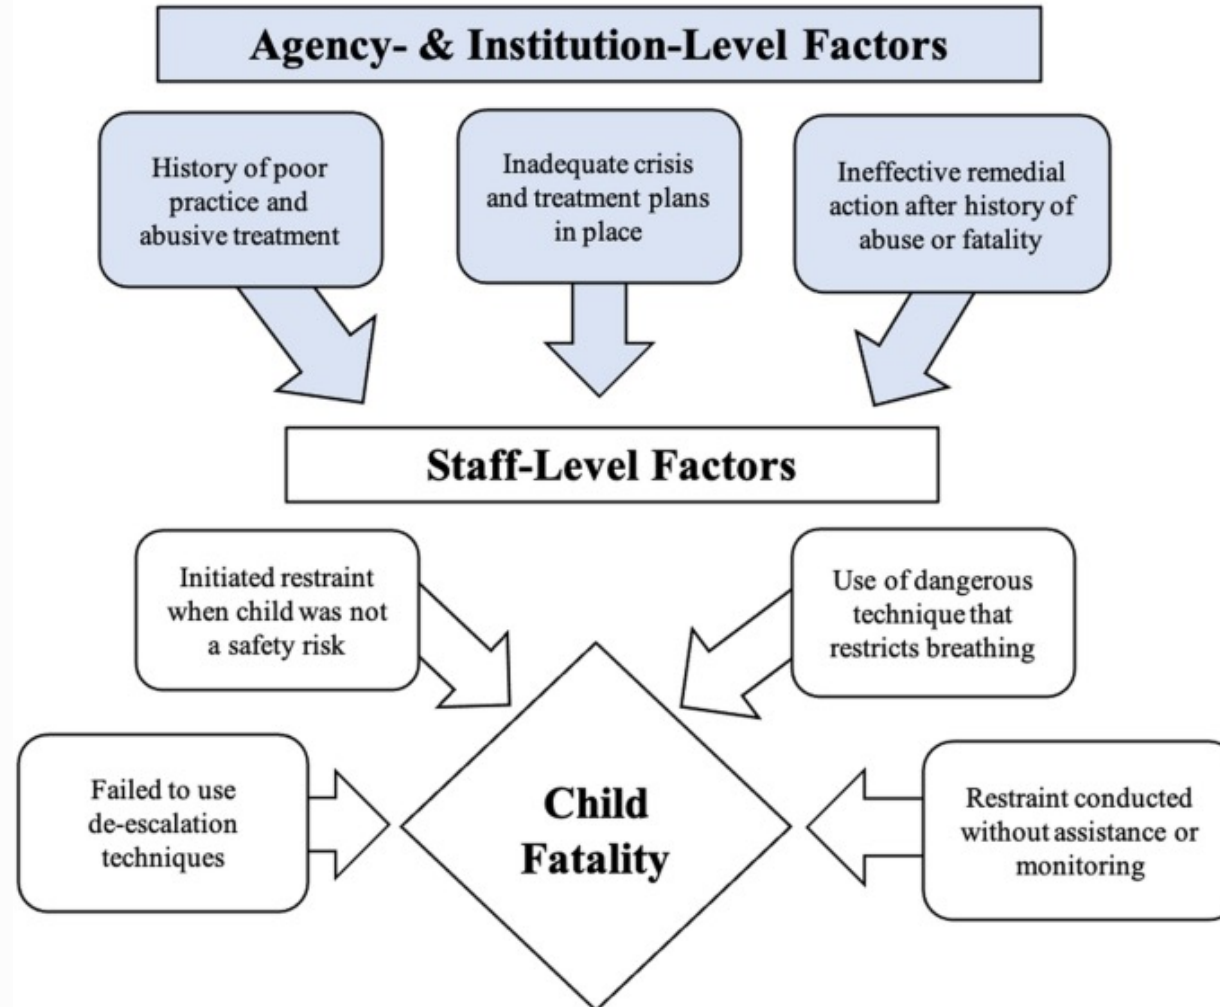 Agency- & Institution-Level Factors
History of poor
practice and
abusive treatment
Inadequate crisis
and treatment plans
in place
Ineffective remedial
action after history of
abuse or fatality
Staff-Level Factors
Initiated restraint
when child was not
a safety risk
Use of dangerous
technique that
restricts breathing
Failed to use
de-escalation
techniques
Child
Fatality
Restraint conducted
without assistance or
monitoring